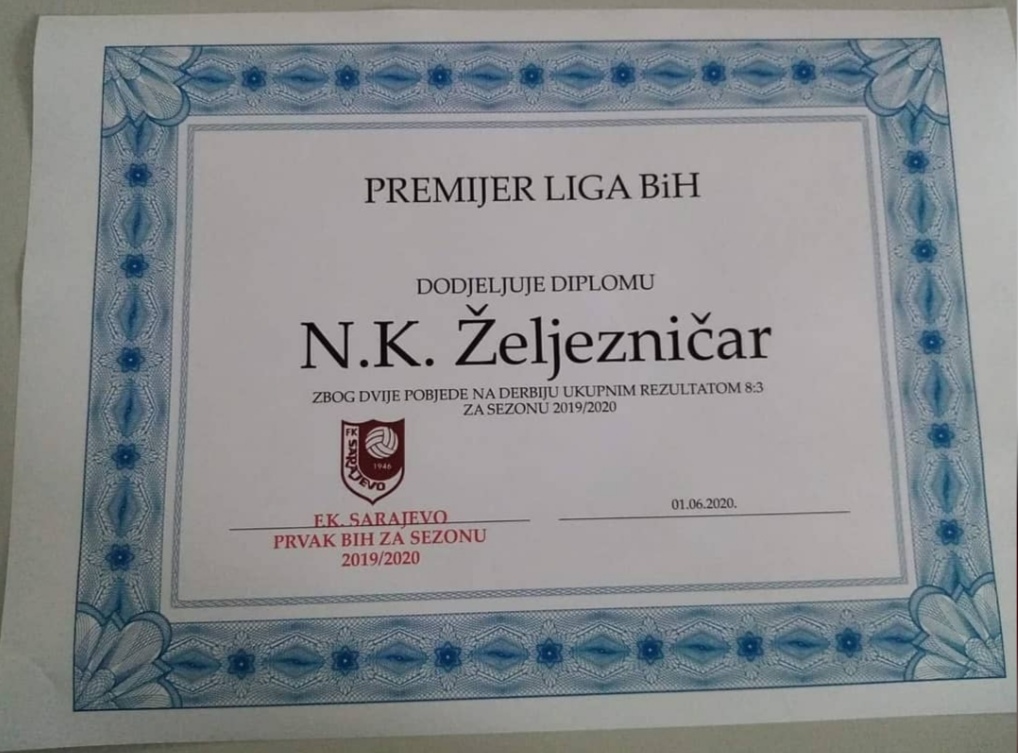 PREMIJER LIGA BiH
DODJELJUJE DIPLOMU
N.K. Željezničar
ZBOG DVIJE POBJEDE NA DERBIJU UKUPNIM REZULTATOM 8:3
ZA SEZONU 2019/2020
FK
SARAJEVO
1946
F.K. SARAJEVO
PRVAK BIH ZA SEZONU
2019/2020
01.06.2020.